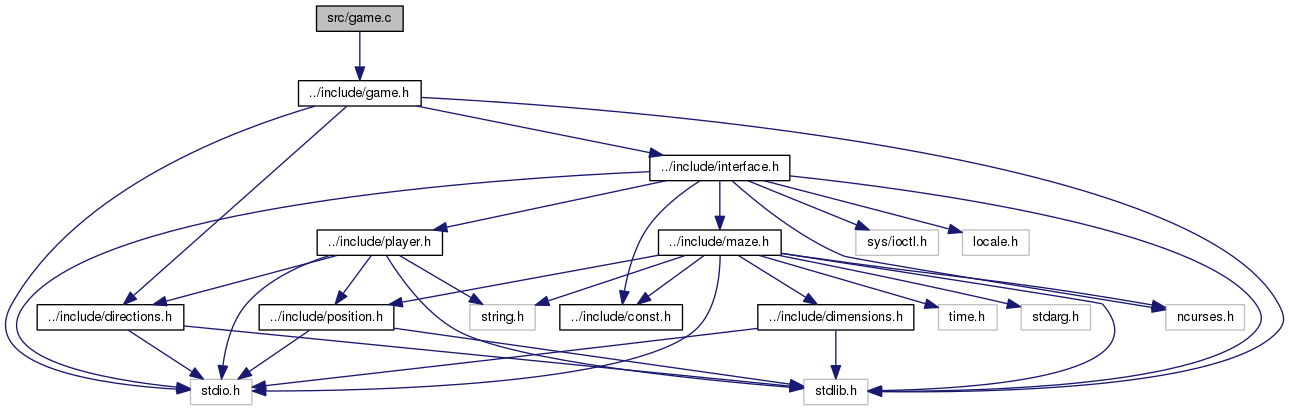 src/game.c
../include/game.h
../include/interface.h
../include/player.h
../include/maze.h
sys/ioctl.h
locale.h
../include/directions.h
../include/position.h
string.h
../include/const.h
../include/dimensions.h
time.h
stdarg.h
ncurses.h
stdio.h
stdlib.h